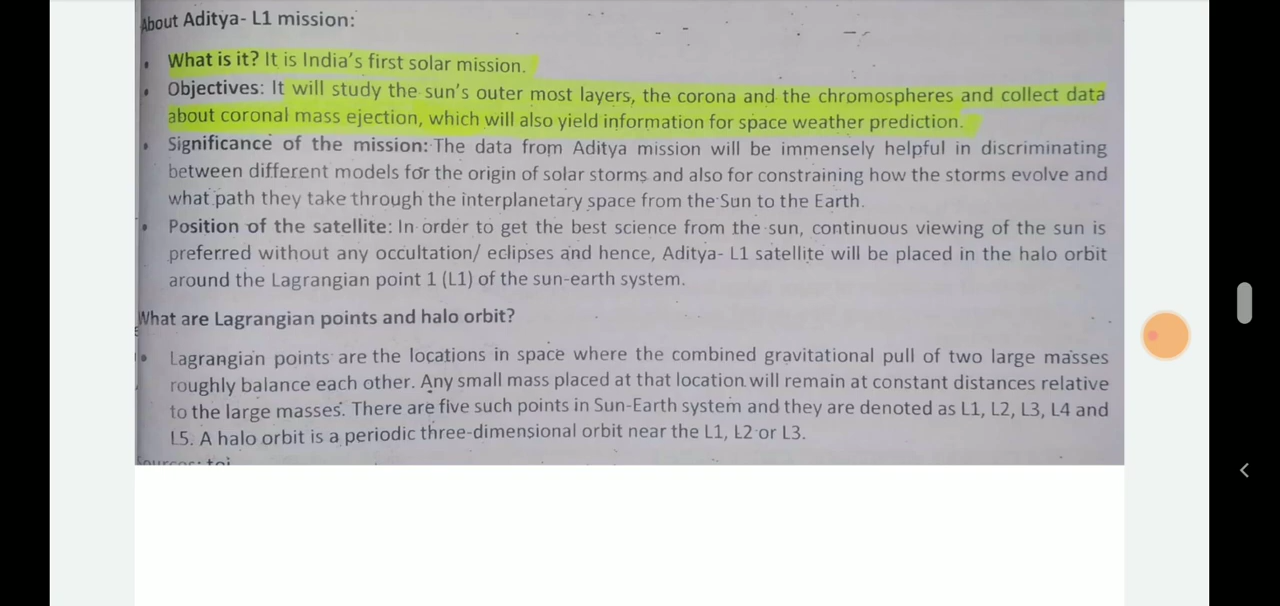 About Aditya- L1 mission:
• What is it? It is India's first solar mission.
• Objectives: It will study the sun's outer most layers, the corona and the chromospheres and collect data
about coronal mass ejection, which will also yield information for space weather prediction.
• Significance of the mission: The data from Aditya mission will be immensely helpful in discriminating
between different models for the origin of solar storms and also for constraining how the storms evolve and
what path they take through the interplanetary space from the Sun to the Earth.
• Position of the satellite: In order to get the best science from the sun, continuous viewing of the sun is
preferred without any occultation/ eclipses and hence, Aditya- L1 satellite will be placed in the halo orbit
around the Lagrangian point 1 (L1) of the sun-earth system.
What are Lagrangian points and halo orbit?
• Lagrangian points are the locations in space where the combined gravitational pull of two large masses
roughly balance each other. Any small mass placed at that location will remain at constant distances relative
to the large masses. There are five such points in Sun-Earth system and they are denoted as L1, L2, L3, L4 and
L5. A halo orbit is a periodic three-dimensional orbit near the L1, L2 or L3.